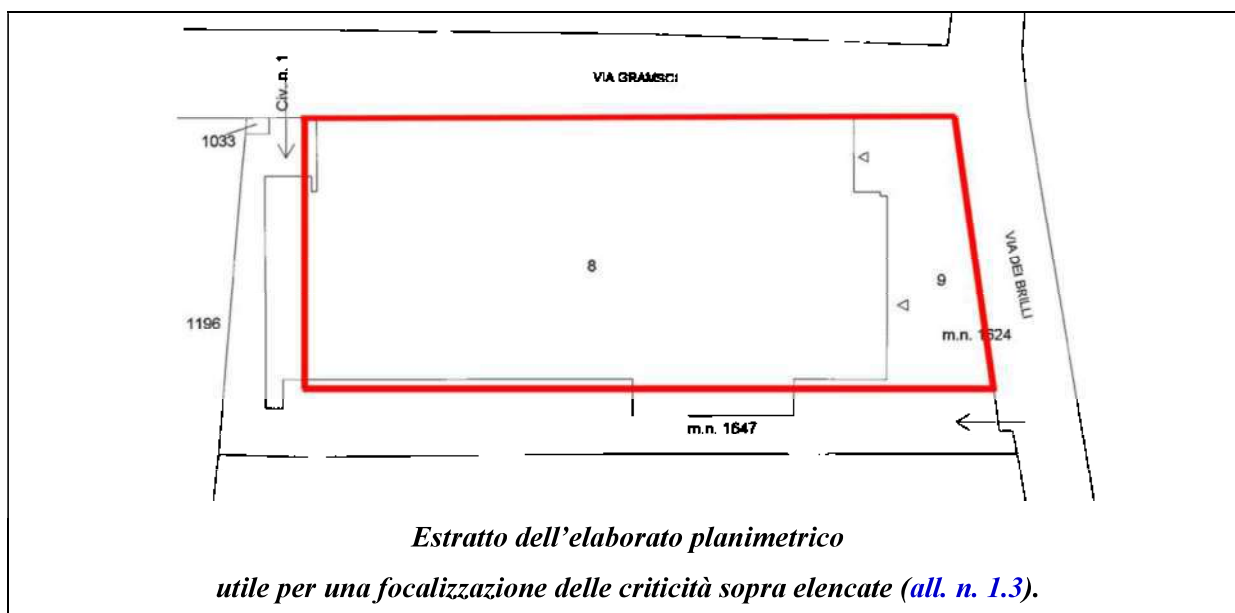 VIA GRAMSCI
Civ. n. 1
1033
8
VIA DEI BRILLI
9
1196
m.n. 1624
m.n. 1647
Estratto dell’elaborato planimetrico
utile per una focalizzazione delle criticità sopra elencate (all. n. 1.3).